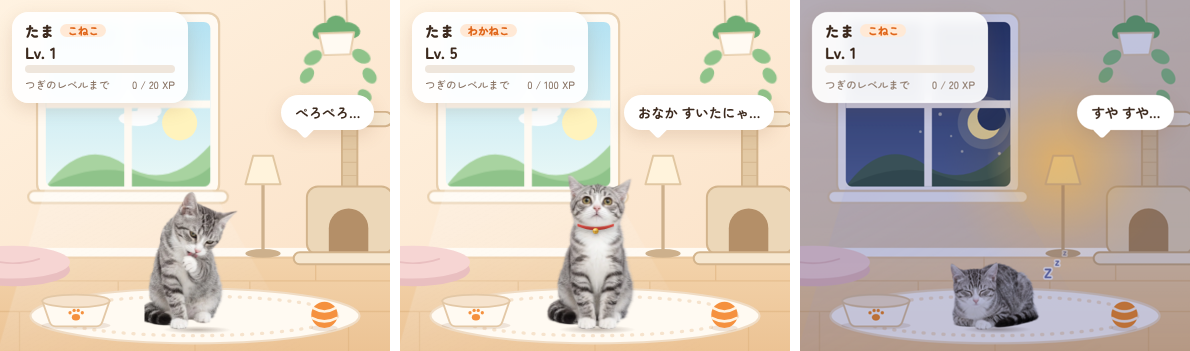 たま こねこ
Lv. 1
つぎのレベルまで 0 / 20 XP
ぺろぺろ...
たま わかねこ
Lv. 5
つぎのレベルまで 0 / 100 XP
おなか すいたにゃ...
たま こねこ
Lv. 1
つぎのレベルまで 0 / 20 XP
すや すや...
z
z
Z